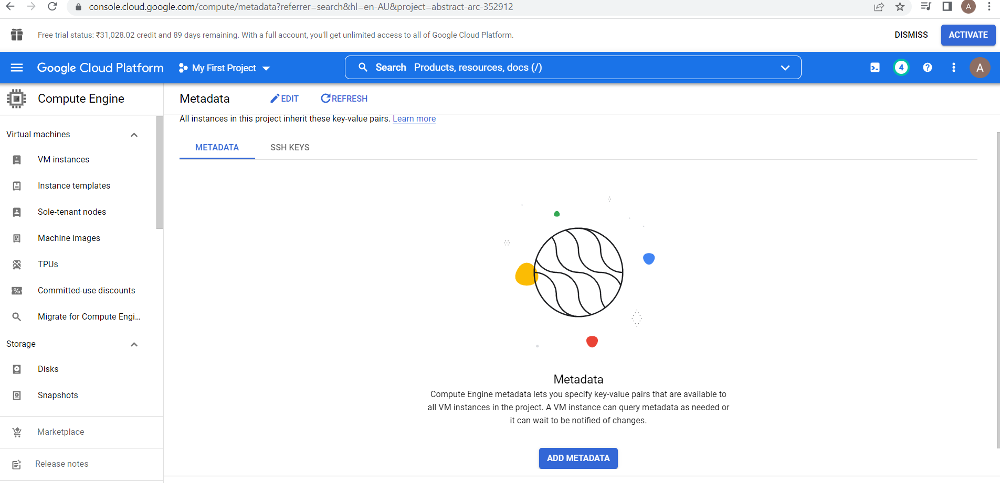 console.cloud.google.com/compute/metadata?referrer=search&hl=en-AU&project=abstract-arc-352912
A
Free trial status: ₹31,028.02 credit and 89 days remaining. With a full account, you'll get unlimited access to all of Google Cloud Platform.
DISMISS
ACTIVATE
Google Cloud Platform
My First Project
Search Products, resources, docs (/)
4
A
Compute Engine
Metadata
EDIT
REFRESH
All instances in this project inherit these key-value pairs. Learn more
METADATA
SSH KEYS
Virtual machines
VM instances
Instance templates
Sole-tenant nodes
Machine images
TPUs
Committed-use discounts
Migrate for Compute Engi...
Storage
Disks
Snapshots
Marketplace
Release notes
Metadata
Compute Engine metadata lets you specify key-value pairs that are available to
all VM instances in the project. A VM instance can query metadata as needed or
it can wait to be notified of changes.
ADD METADATA